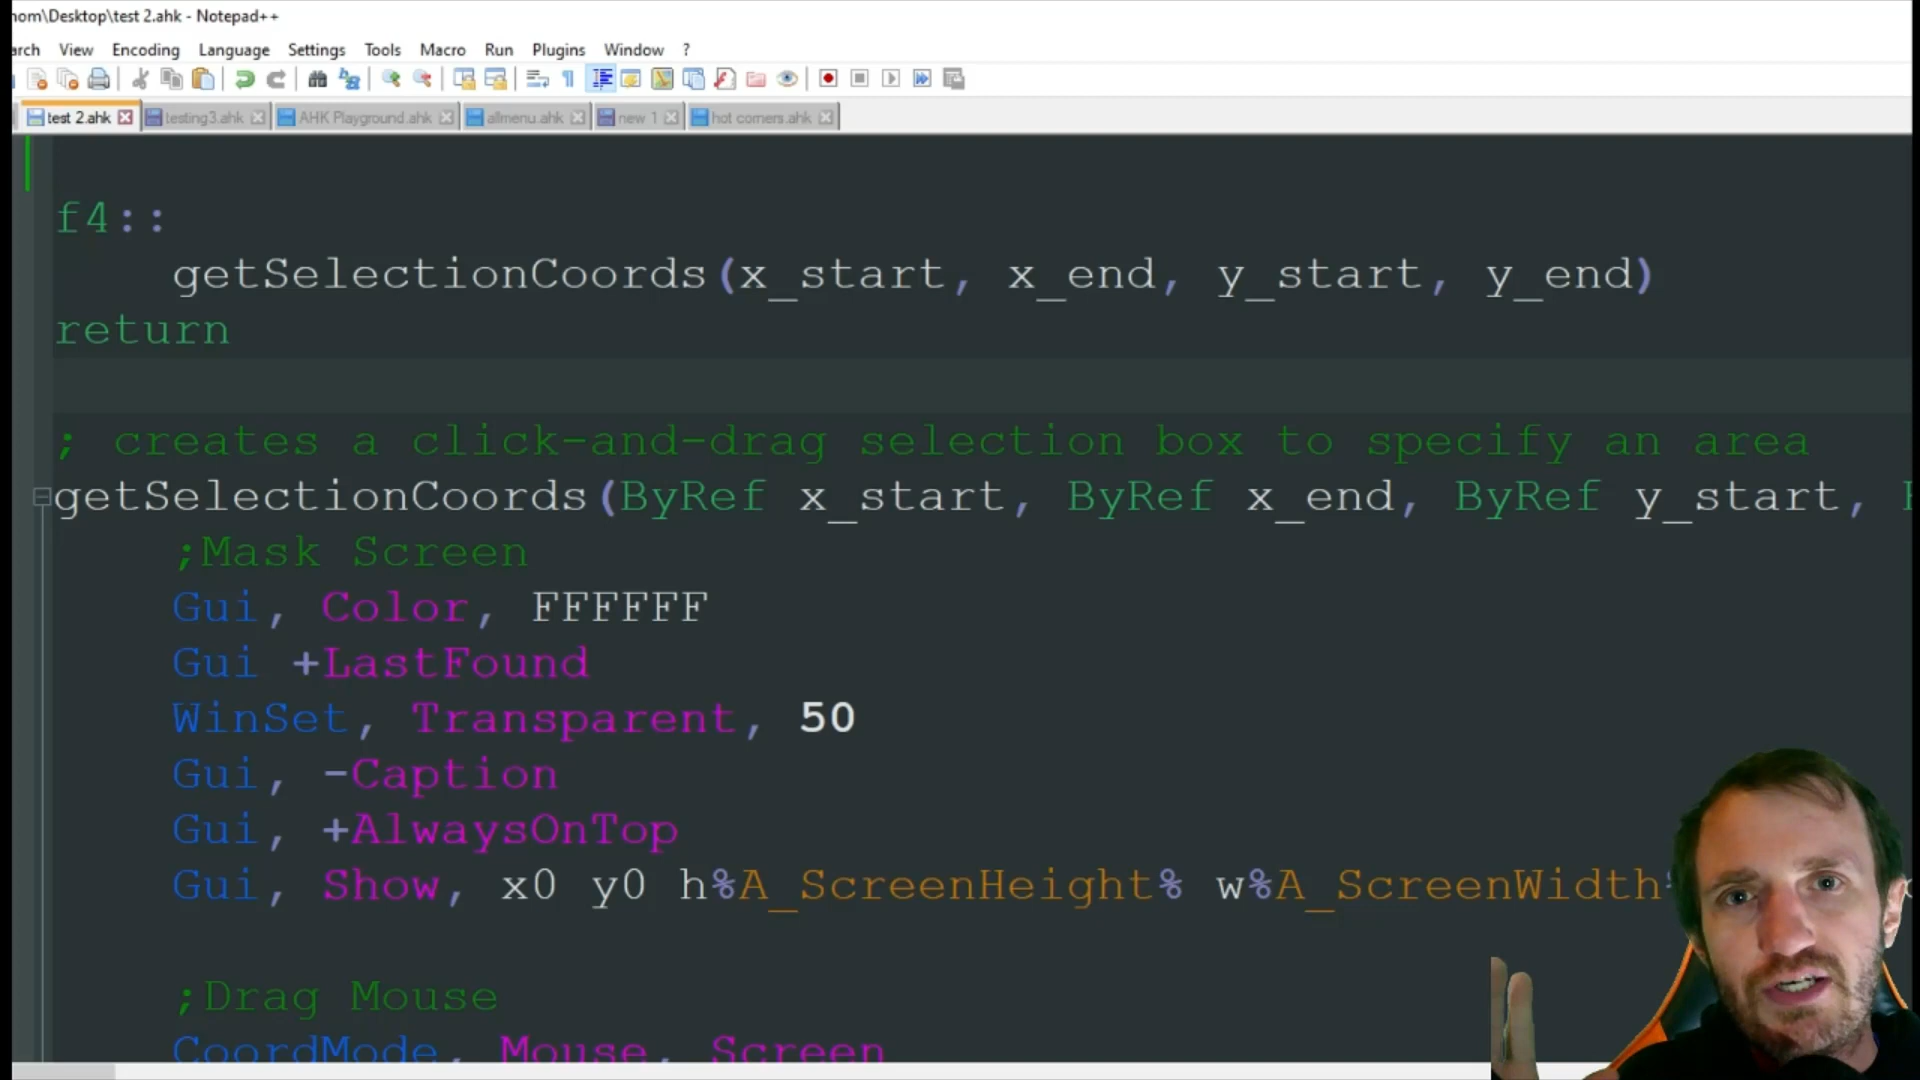 nom\Desktop\test 2.ahk - Notepad++
arch View Encoding Language Settings Tools Macro Run Plugins Window ?
test 2.ahk testing3.ahk AHK Playground.ahk allmenu.ahk new 1 hot corners.ahk
f4::
getSelectionCoords(x_start, x_end, y_start, y_end)
return
; creates a click-and-drag selection box to specify an area
getSelectionCoords(ByRef x_start, ByRef x_end, ByRef y_start,
;Mask Screen
Gui, Color, FFFFFF
Gui +LastFound
WinSet, Transparent, 50
Gui, -Caption
Gui, +AlwaysOnTop
Gui, Show, x0 y0 h%A_ScreenHeight% w%A_ScreenWidth%
;Drag Mouse
CoordMode, Mouse, Screen